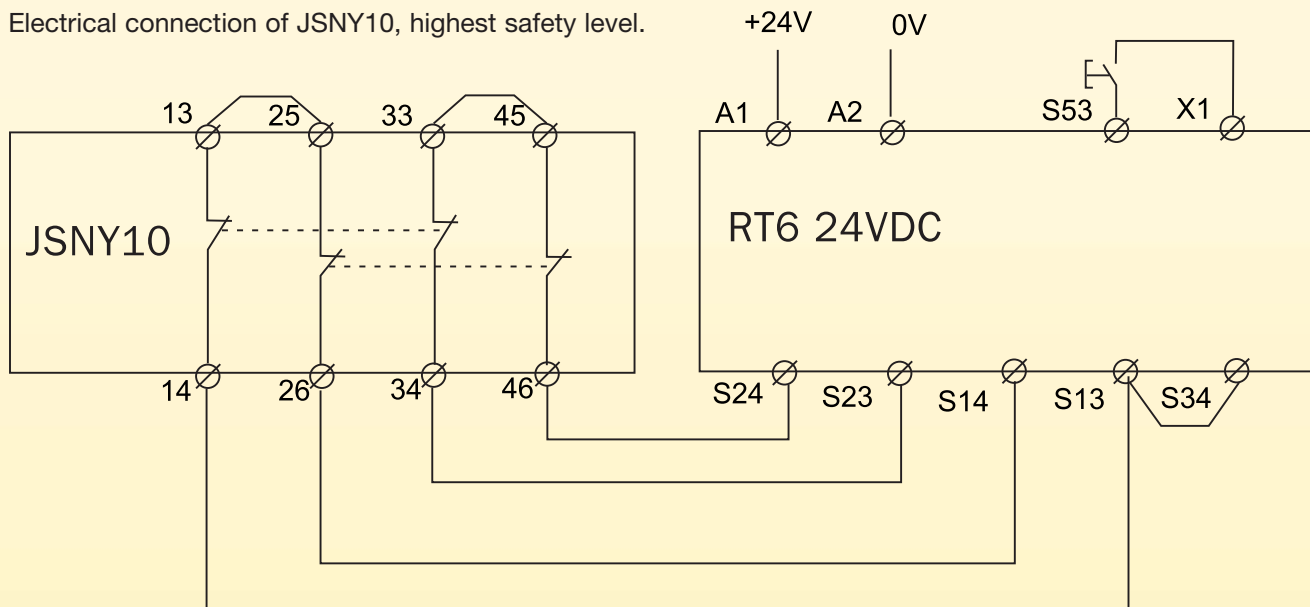 Electrical connection of JSNY10, highest safety level.
+24V 0V
13 25 33 45
A1 A2 S53 X1
JSNY10
RT6 24VDC
14 26 34 46
S24 S23 S14 S13 S34